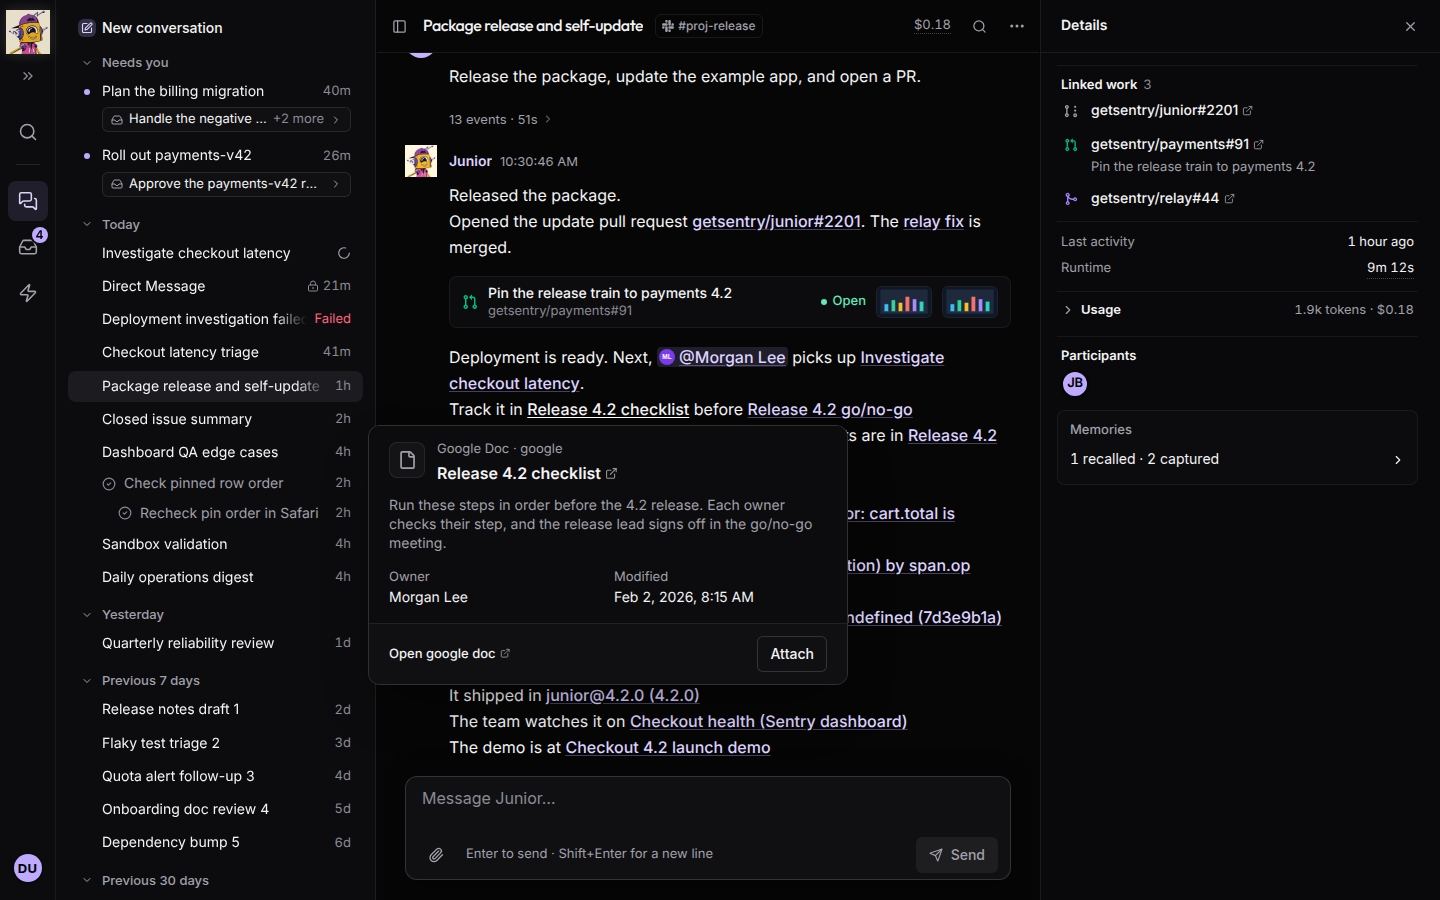 New conversation
Needs you
Plan the billing migration 40m
Handle the negative ... +2 more
Roll out payments-v42 26m
Approve the payments-v42 r...
Today
4
Investigate checkout latency
Direct Message 21m
Deployment investigation failed Failed
Checkout latency triage 41m
Package release and self-update 1h
Closed issue summary 2h
Dashboard QA edge cases 4h
Check pinned row order 2h
Recheck pin order in Safari 2h
Sandbox validation 4h
Daily operations digest 4h
Yesterday
Quarterly reliability review 1d
Previous 7 days
Release notes draft 1 2d
Flaky test triage 2 3d
Quota alert follow-up 3 4d
Onboarding doc review 4 5d
Dependency bump 5 6d
Previous 30 days
DU
Package release and self-update #proj-release $0.18
Release the package, update the example app, and open a PR.
13 events · 51s
Junior 10:30:46 AM
Released the package.
Opened the update pull request getsentry/junior#2201. The relay fix is
merged.
Pin the release train to payments 4.2
getsentry/payments#91
Open
Deployment is ready. Next, ML @Morgan Lee picks up Investigate
checkout latency.
Track it in Release 4.2 checklist before Release 4.2 go/no-go
s are in Release 4.2
Google Doc · google
Release 4.2 checklist
Run these steps in order before the 4.2 release. Each owner
checks their step, and the release lead signs off in the go/no-go
meeting.
Owner Modified
Morgan Lee Feb 2, 2026, 8:15 AM
Open google doc Attach
or: cart.total is
tion) by span.op
ndefined (7d3e9b1a)
It shipped in junior@4.2.0 (4.2.0)
The team watches it on Checkout health (Sentry dashboard)
The demo is at Checkout 4.2 launch demo
Message Junior...
Enter to send · Shift+Enter for a new line Send
Details
Linked work 3
getsentry/junior#2201
getsentry/payments#91
Pin the release train to payments 4.2
getsentry/relay#44
Last activity 1 hour ago
Runtime 9m 12s
Usage 1.9k tokens · $0.18
Participants
JB
Memories
1 recalled · 2 captured